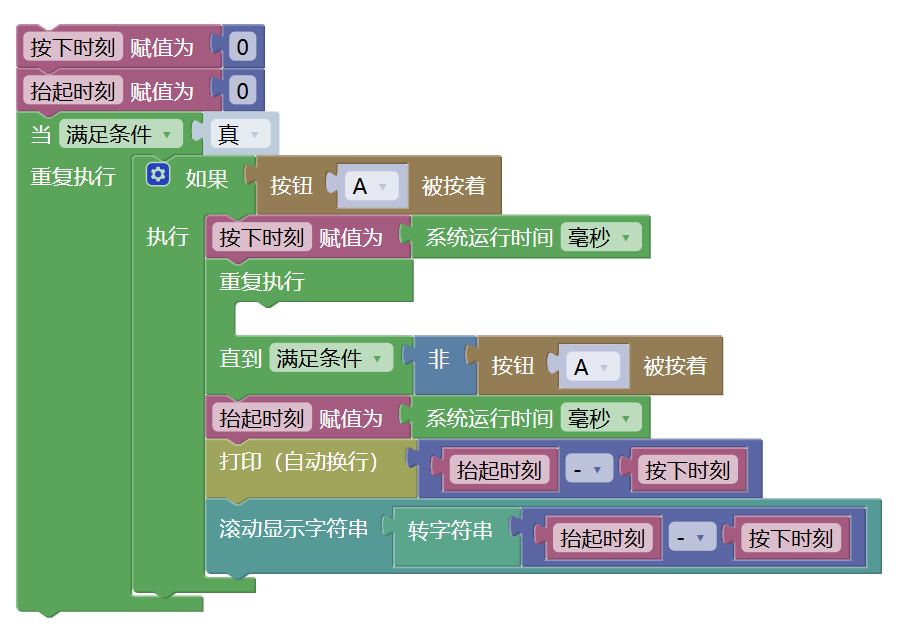 按下时刻 赋值为 0
抬起时刻 赋值为 0
当 满足条件 真
重复执行 如果 按钮 A 被按着
执行 按下时刻 赋值为 系统运行时间 毫秒
重复执行
直到 满足条件 非 按钮 A 被按着
抬起时刻 赋值为 系统运行时间 毫秒
打印（自动换行） 抬起时刻 - 按下时刻
滚动显示字符串 转字符串 抬起时刻 - 按下时刻